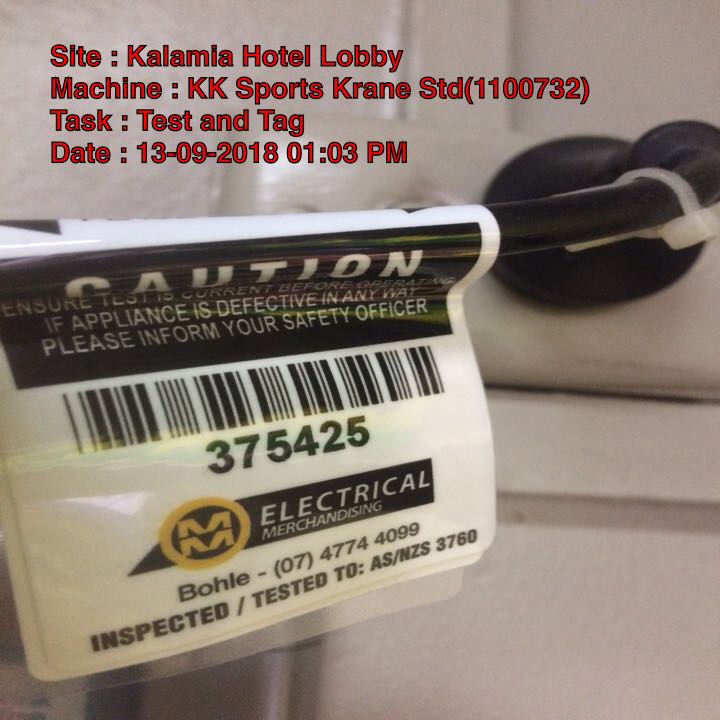 Site : Kalamia Hotel Lobby
Machine : KK Sports Krane Std(1100732)
Task : Test and Tag
Date : 13-09-2018 01:03 PM
CAUTION
ENSURE TEST IS CURRENT BEFORE OPERATING
IF APPLIANCE IS DEFECTIVE IN ANY WAY
PLEASE INFORM YOUR SAFETY OFFICER
375425
MM
ELECTRICAL
MERCHANDISING
Bohle - (07) 4774 4099
INSPECTED / TESTED TO: AS/NZS 3760